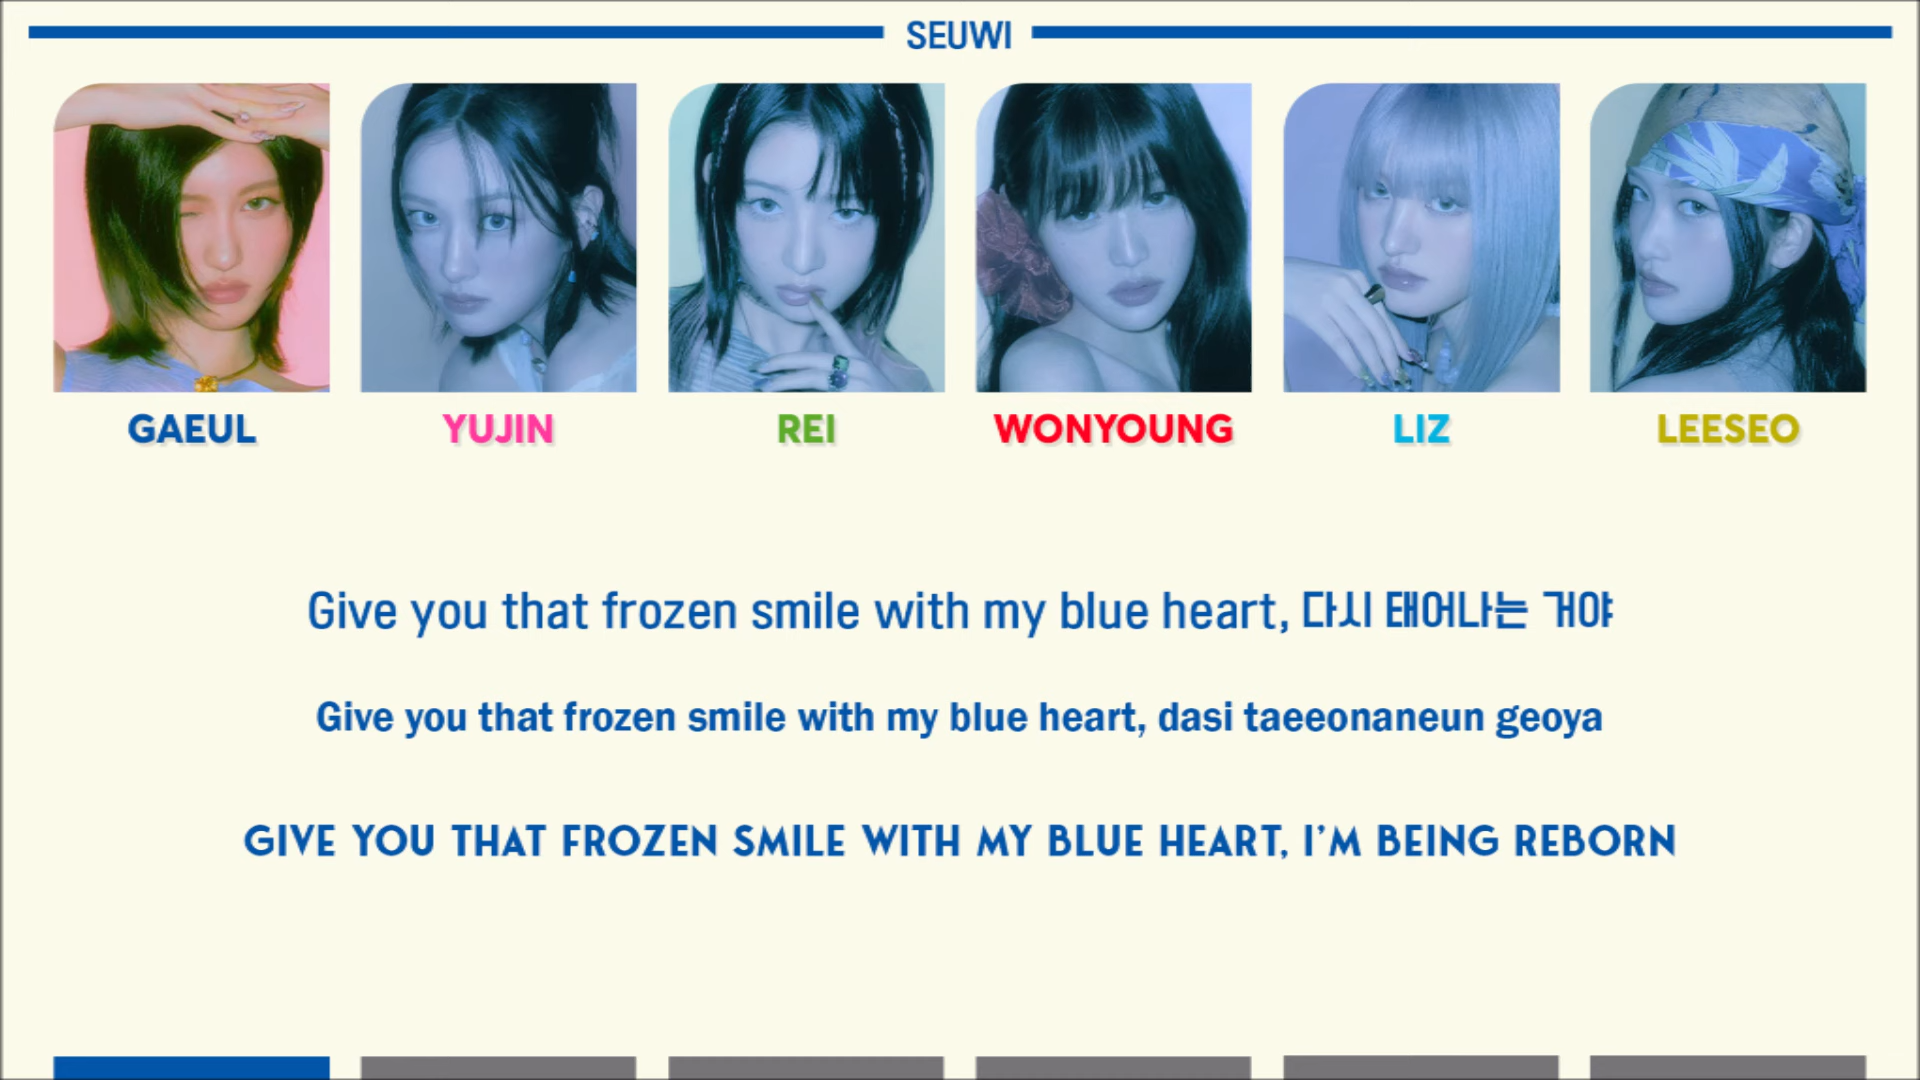 SEUWI
GAEUL YUJIN REI WONYOUNG LIZ LEESEO
Give you that frozen smile with my blue heart, 다시 태어나는 거야
Give you that frozen smile with my blue heart, dasi taeeonaneun geoya
GIVE YOU THAT FROZEN SMILE WITH MY BLUE HEART, I'M BEING REBORN